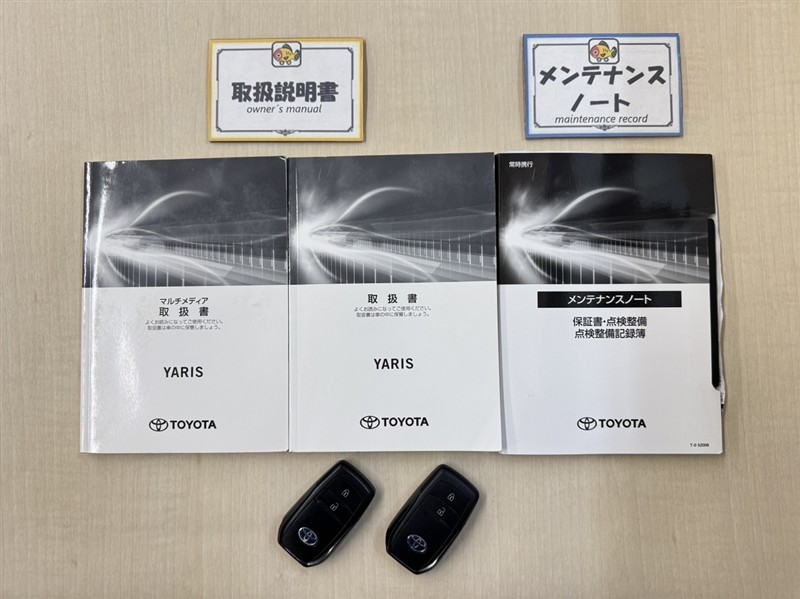 取扱説明書
owner's manual
メンテナンス
ノート
maintenance record
マルチメディア
取扱書
よくお読みになってご使用ください。
取扱書は車の中に保管しましょう。
YARIS
TOYOTA
取扱書
よくお読みになってご使用ください。
取扱書は車の中に保管しましょう。
YARIS
TOYOTA
常時携行
メンテナンスノート
保証書・点検整備
点検整備記録簿
TOYOTA